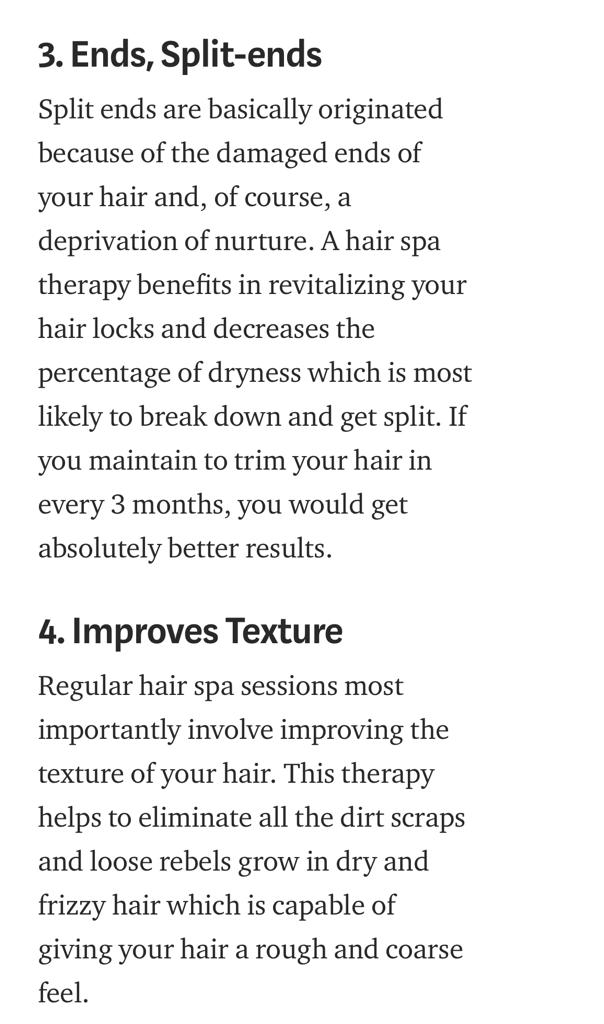 3. Ends, Split-ends
Split ends are basically originated
because of the damaged ends of
your hair and, of course, a
deprivation of nurture. A hair spa
therapy benefits in revitalizing your
hair locks and decreases the
percentage of dryness which is most
likely to break down and get split. If
you maintain to trim your hair in
every 3 months, you would get
absolutely better results.
4. Improves Texture
Regular hair spa sessions most
importantly involve improving the
texture of your hair. This therapy
helps to eliminate all the dirt scraps
and loose rebels grow in dry and
frizzy hair which is capable of
giving your hair a rough and coarse
feel.